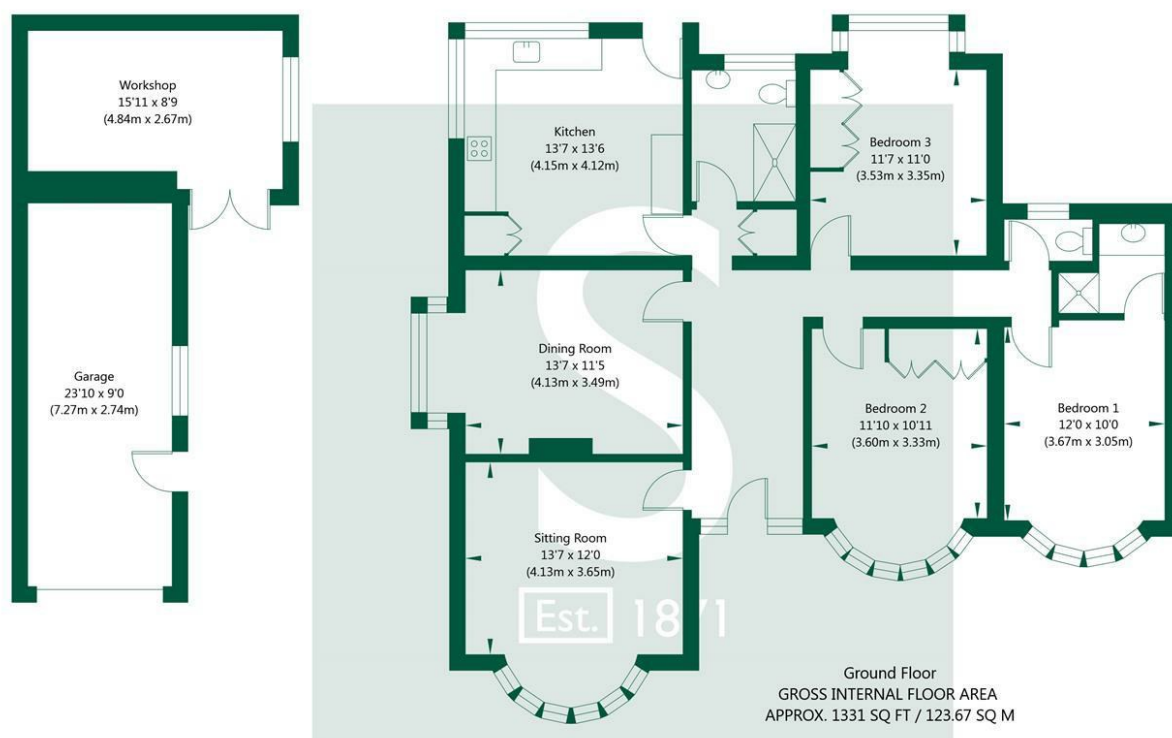 Workshop
15'11 x 8'9
(4.84m x 2.67m)
Kitchen
13'7 x 13'6
(4.15m x 4.12m)
Bedroom 3
11'7 x 11'0
(3.53m x 3.35m)
Garage
23'10 x 9'0
(7.27m x 2.74m)
Dining Room
13'7 x 11'5
(4.13m x 3.49m)
Bedroom 2
11'10 x 10'11
(3.60m x 3.33m)
Bedroom 1
12'0 x 10'0
(3.67m x 3.05m)
Sitting Room
13'7 x 12'0
(4.13m x 3.65m)
S
Est. 1871
Ground Floor
GROSS INTERNAL FLOOR AREA
APPROX. 1331 SQ FT / 123.67 SQ M